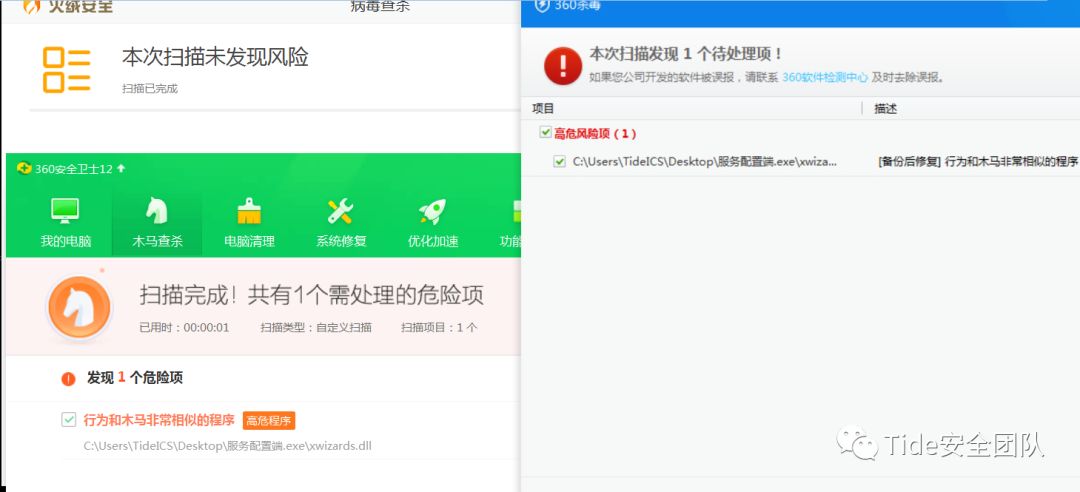 火绒安全
病毒查杀
本次扫描未发现风险
扫描已完成
360安全卫士12
我的电脑
木马查杀
电脑清理
系统修复
优化加速
功能
扫描完成！共有1个需处理的危险项
已用时：00:00:01
扫描类型：自定义扫描
扫描项目：1 个
发现 1 个危险项
行为和木马非常相似的程序
高危程序
C:\Users\TideICS\Desktop\服务配置端.exe\xwizards.dll
360杀毒
本次扫描发现 1 个待处理项！
如果您公司开发的软件被误报，请联系 360软件检测中心 及时去除误报。
项目
描述
高危风险项（1）
C:\Users\TideICS\Desktop\服务配置端.exe\xwiza...
[备份后修复] 行为和木马非常相似的程序
Tide安全团队